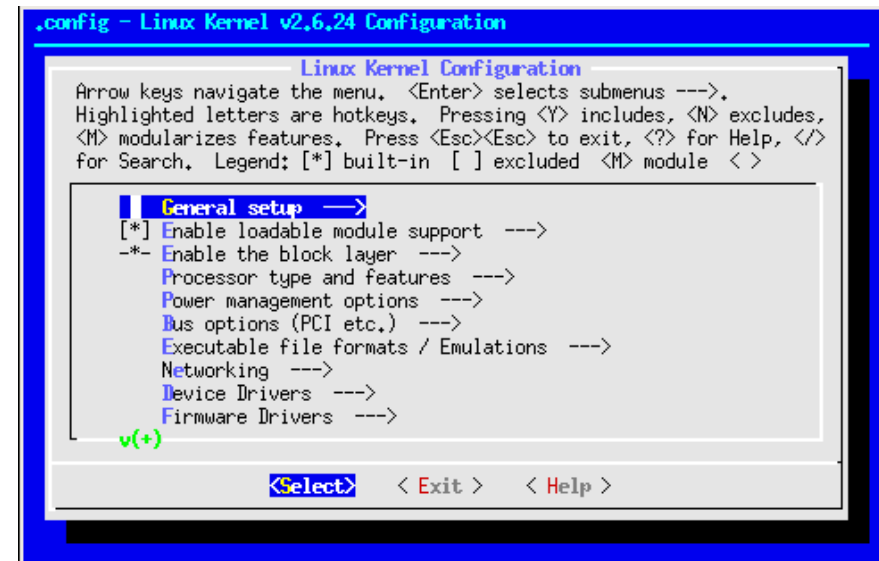 .config - Linux Kernel v2.6.24 Configuration
Linux Kernel Configuration
Arrow keys navigate the menu.  <Enter> selects submenus --->.
Highlighted letters are hotkeys.  Pressing <Y> includes, <N> excludes,
<M> modularizes features.  Press <Esc><Esc> to exit, <?> for Help, </>
for Search.  Legend: [*] built-in  [ ] excluded  <M> module  < >
General setup  --->
[*] Enable loadable module support  --->
-*- Enable the block layer  --->
Processor type and features  --->
Power management options  --->
Bus options (PCI etc.)  --->
Executable file formats / Emulations  --->
Networking  --->
Device Drivers  --->
Firmware Drivers  --->
v(+)
<Select>    < Exit >    < Help >